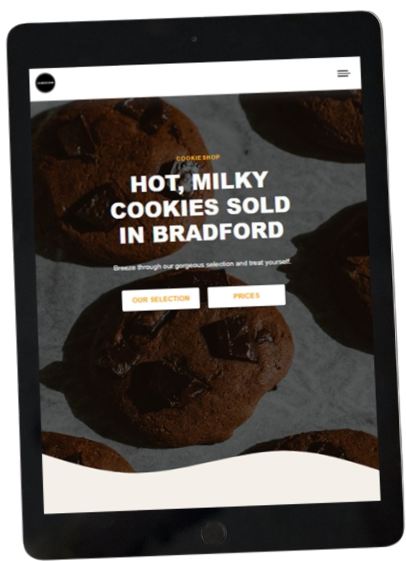 COOKIESHOP
HOT, MILKY
COOKIES SOLD
IN BRADFORD
Breeze through our gorgeous selection and treat yourself.
OUR SELECTION
PRICES